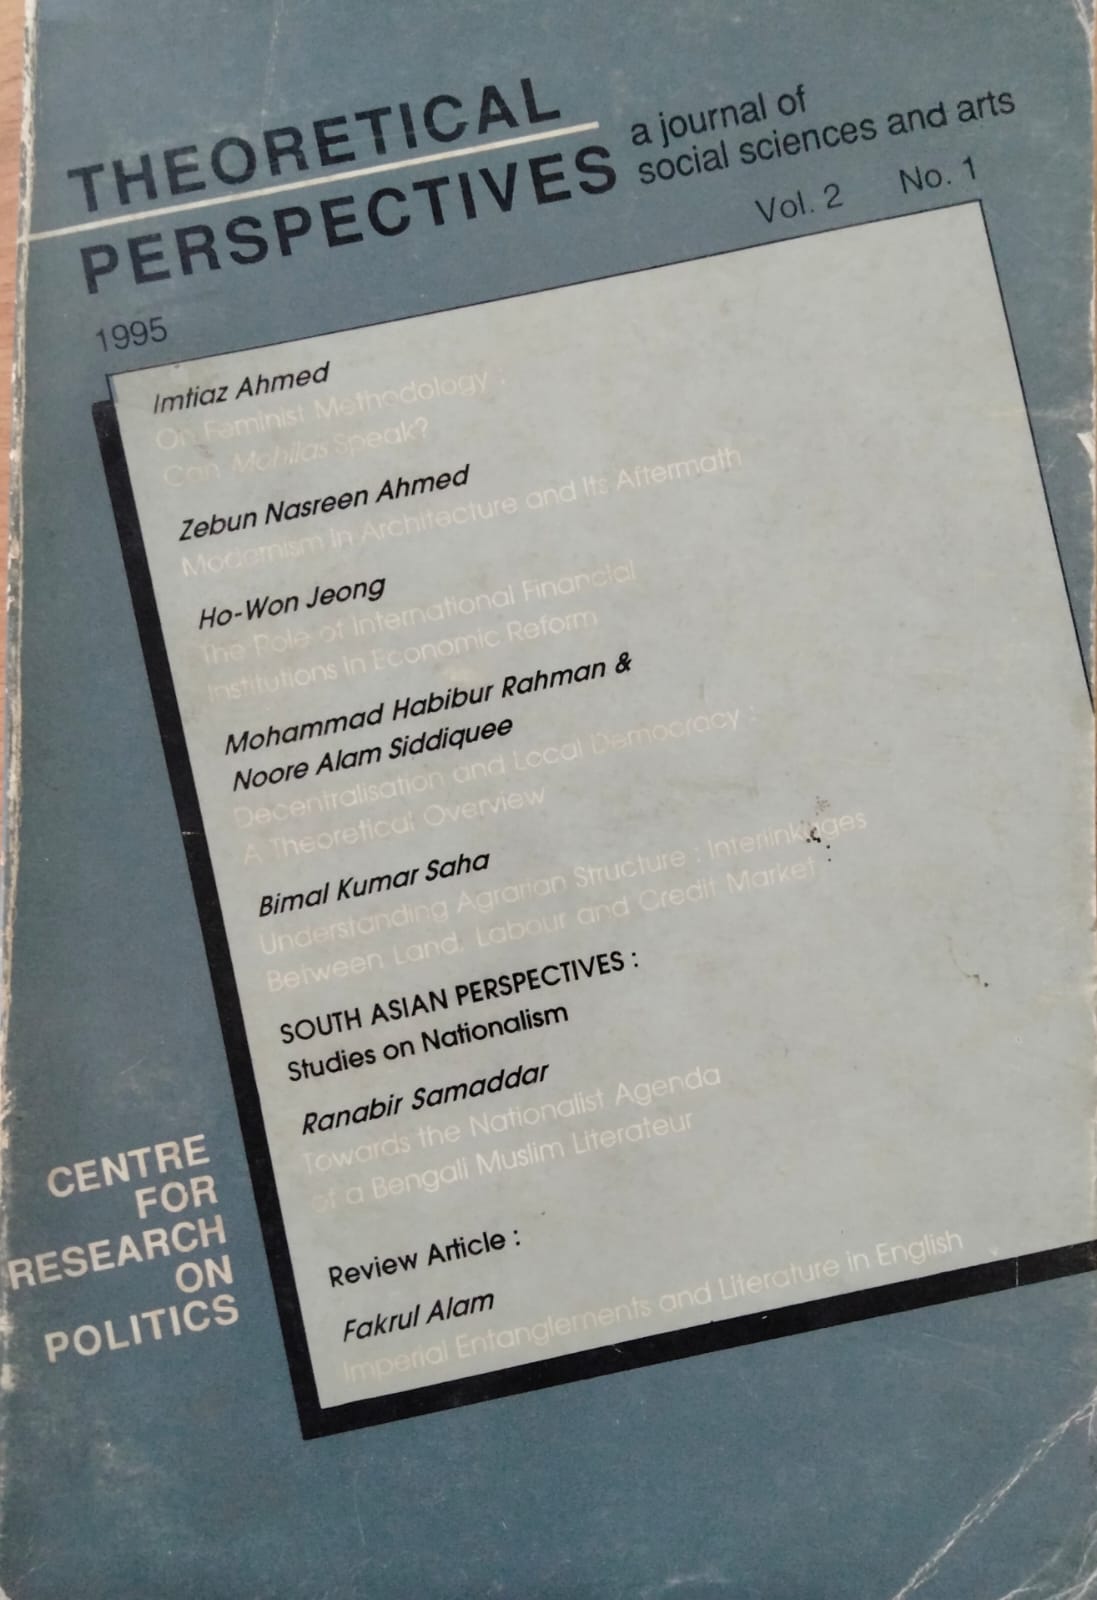 THEORETICAL
PERSPECTIVES
a journal of
social sciences and arts
Vol. 2 No. 1
1995
Imtiaz Ahmed
On Feminist Methodology :
Can Mohilas Speak?
Zebun Nasreen Ahmed
Modernism in Architecture and Its Aftermath
Ho-Won Jeong
The Role of International Financial
Institutions in Economic Reform
Mohammad Habibur Rahman &
Noore Alam Siddiquee
Decentralisation and Local Democracy :
A Theoretical Overview
Bimal Kumar Saha
Understanding Agrarian Structure : Interlinkages
Between Land, Labour and Credit Market
SOUTH ASIAN PERSPECTIVES :
Studies on Nationalism
Ranabir Samaddar
Towards the Nationalist Agenda
of a Bengali Muslim Literateur
Review Article :
Fakrul Alam
Imperial Entanglements and Literature in English
CENTRE
FOR
RESEARCH
ON
POLITICS